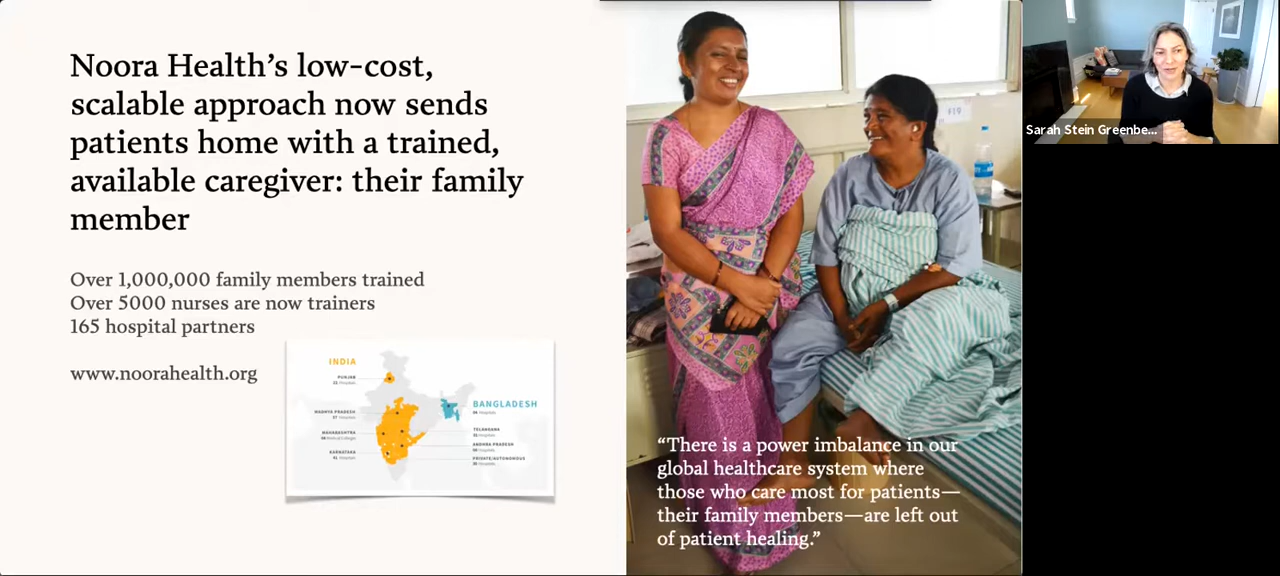 Noora Health’s low-cost,
scalable approach now sends
patients home with a trained,
available caregiver: their family
member
Over 1,000,000 family members trained
Over 5000 nurses are now trainers
165 hospital partners
www.noorahealth.org
INDIA
PUNJAB
MADHYA PRADESH
MAHARASHTRA
KARNATAKA
BANGLADESH
TELANGANA
ANDHRA PRADESH
PRIVATE/AUTONOMOUS
“There is a power imbalance in our
global healthcare system where
those who care most for patients—
their family members—are left out
of patient healing.”
Sarah Stein Greenbe...